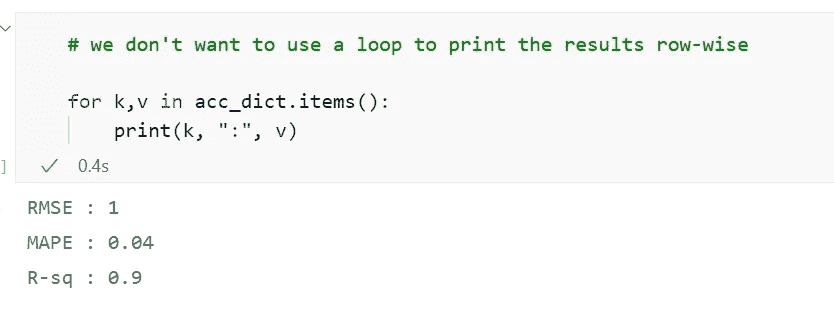 # we don't want to use a loop to print the results row-wise
for k,v in acc_dict.items():
    print(k, ":", v)
] ✓ 0.4s
RMSE : 1
MAPE : 0.04
R-sq : 0.9